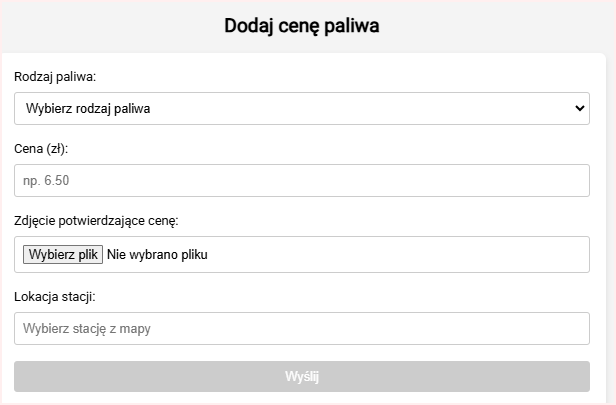 Dodaj cenę paliwa
Rodzaj paliwa:
Wybierz rodzaj paliwa
Cena (zł):
np. 6.50
Zdjęcie potwierdzające cenę:
Wybierz plik Nie wybrano pliku
Lokacja stacji:
Wybierz stację z mapy
Wyślij